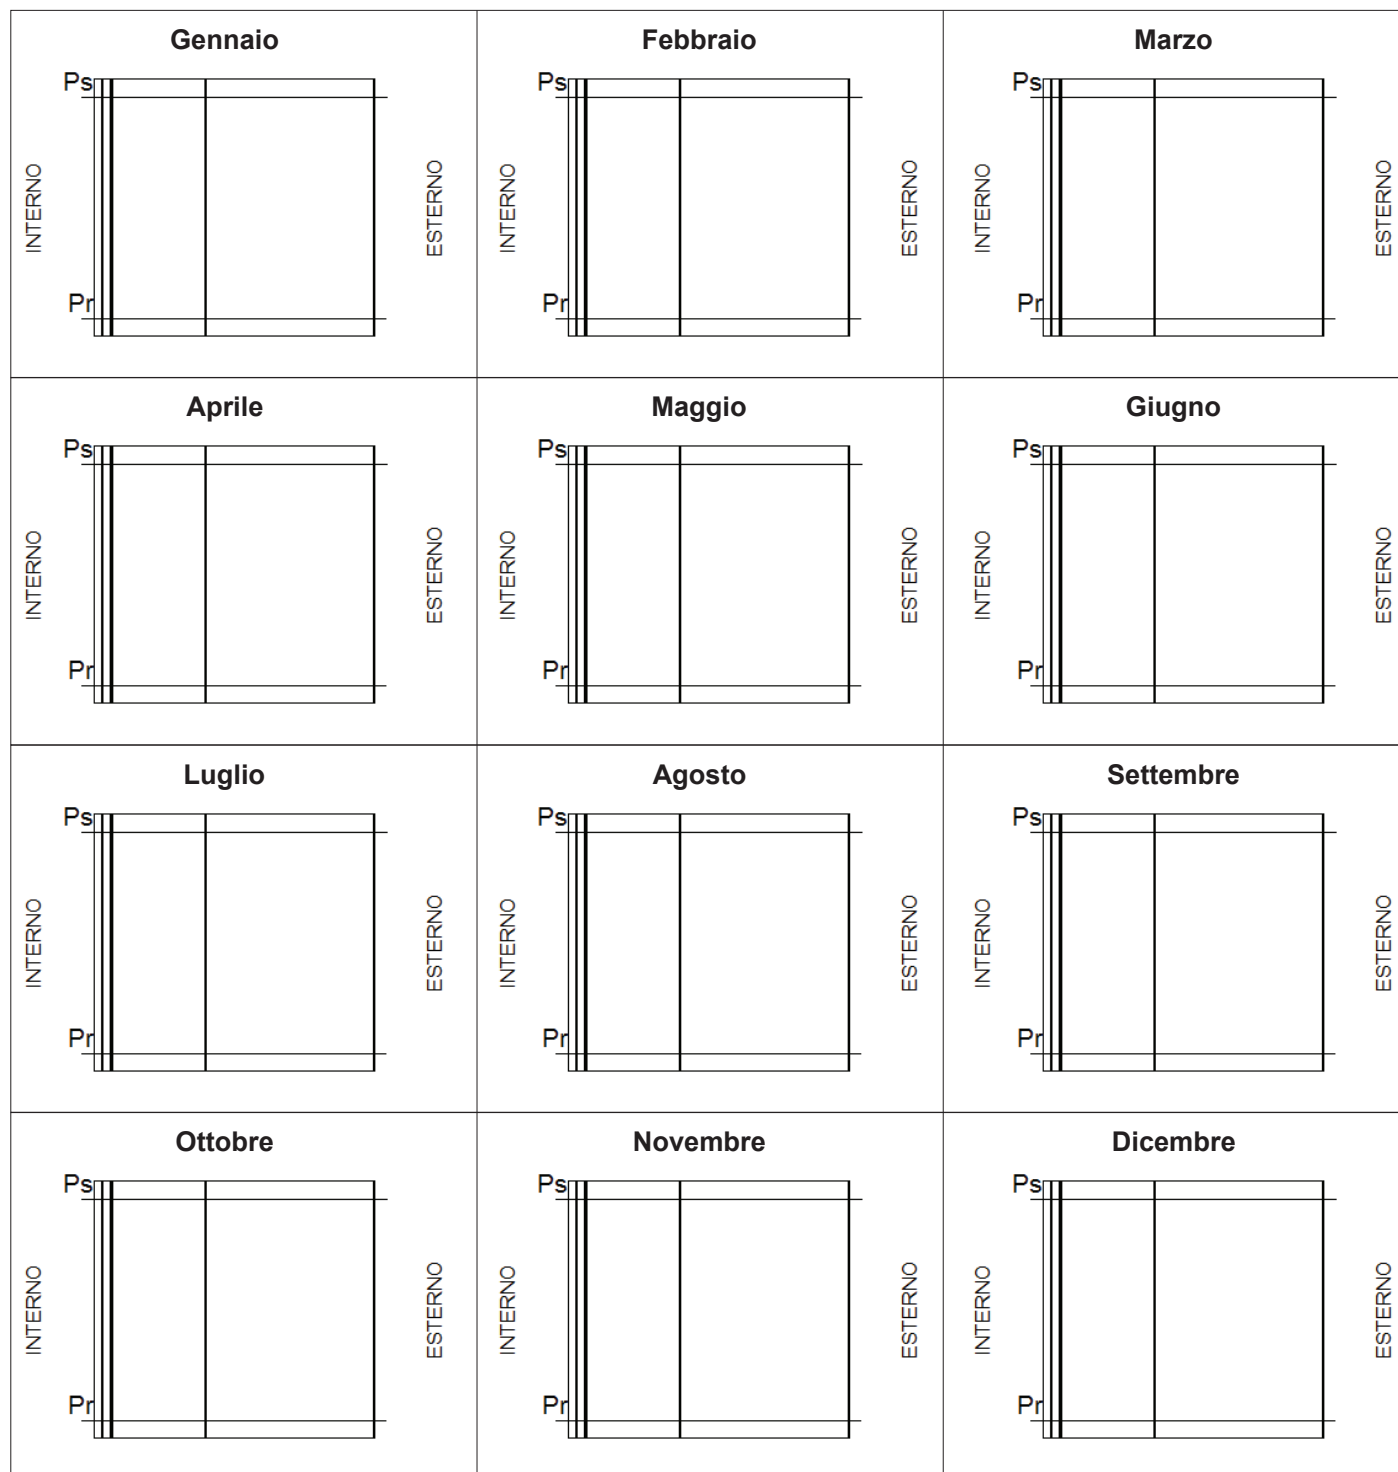 Gennaio
Ps
INTERNO
ESTERNO
Pr
Febbraio
Ps
INTERNO
ESTERNO
Pr
Marzo
Ps
INTERNO
ESTERNO
Pr
Aprile
Ps
INTERNO
ESTERNO
Pr
Maggio
Ps
INTERNO
ESTERNO
Pr
Giugno
Ps
INTERNO
ESTERNO
Pr
Luglio
Ps
INTERNO
ESTERNO
Pr
Agosto
Ps
INTERNO
ESTERNO
Pr
Settembre
Ps
INTERNO
ESTERNO
Pr
Ottobre
Ps
INTERNO
ESTERNO
Pr
Novembre
Ps
INTERNO
ESTERNO
Pr
Dicembre
Ps
INTERNO
ESTERNO
Pr